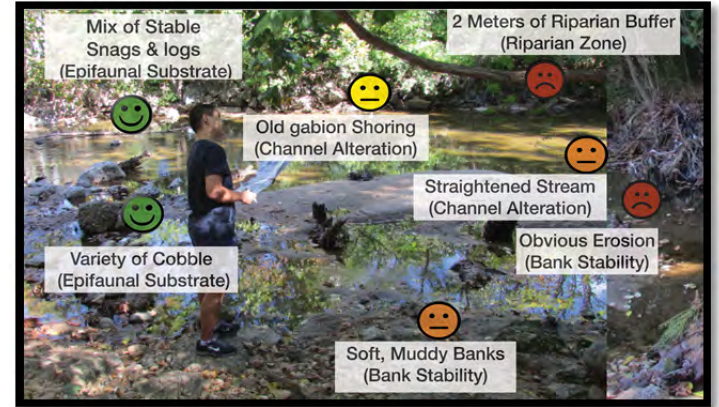 Mix of Stable
Snags & logs
(Epifaunal Substrate)
2 Meters of Riparian Buffer
(Riparian Zone)
Old gabion Shoring
(Channel Alteration)
Straightened Stream
(Channel Alteration)
Variety of Cobble
(Epifaunal Substrate)
Obvious Erosion
(Bank Stability)
Soft, Muddy Banks
(Bank Stability)